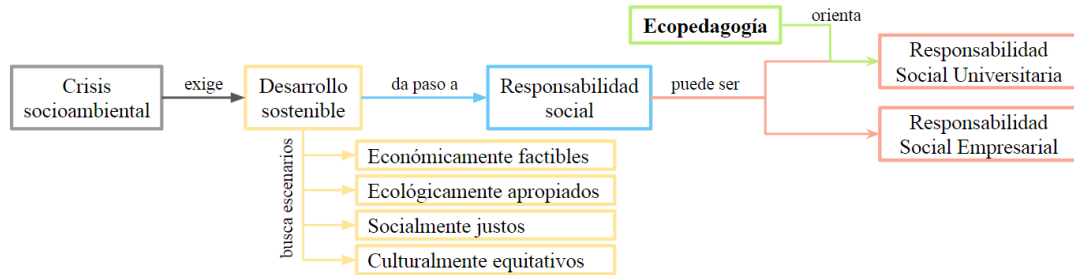 Ecopedagogía
orienta
Crisis
socioambiental
exige
Desarrollo
sostenible
da paso a
Responsabilidad
social
puede ser
Responsabilidad
Social Universitaria
Responsabilidad
Social Empresarial
busca escenarios
Económicamente factibles
Ecológicamente apropiados
Socialmente justos
Culturalmente equitativos